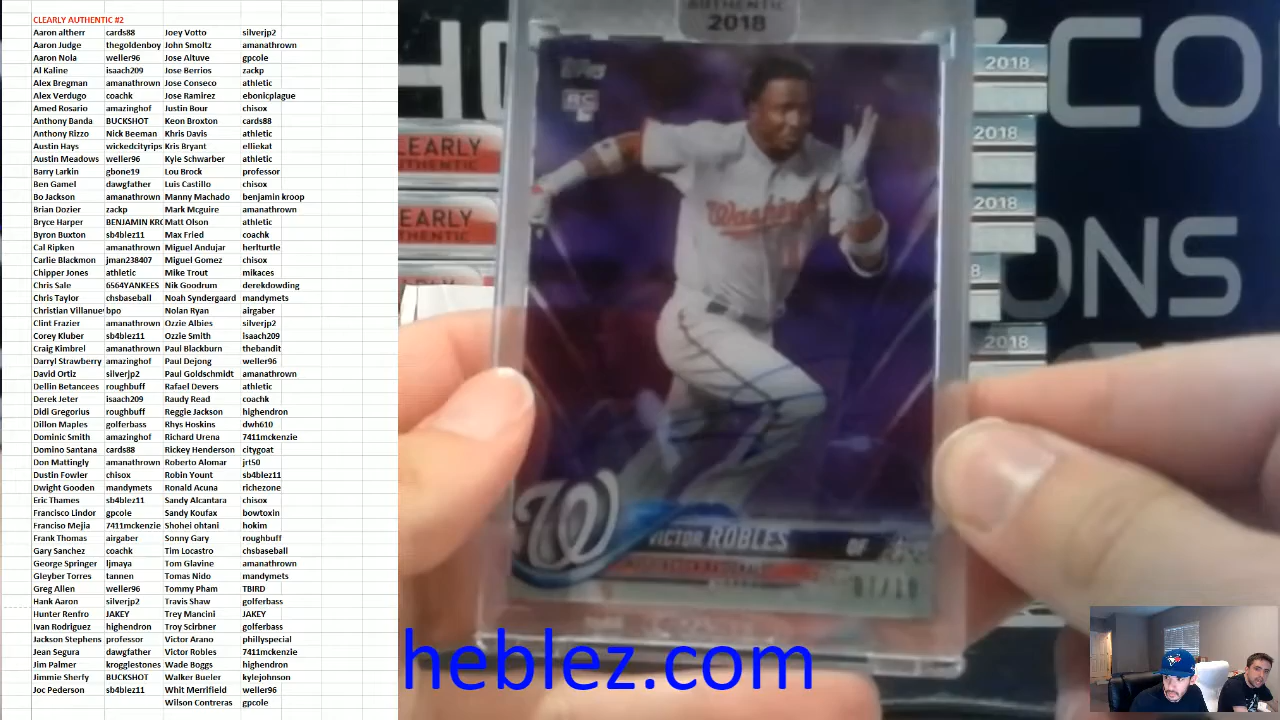 CLEARLY AUTHENTIC #2
Aaron altherr cards88 Joey Votto silverjp2
Aaron Judge thegoldenboy John Smoltz amanathrown
Aaron Nola weller96 Jose Altuve gpcole
Al Kaline isaach209 Jose Berrios zackp
Alex Bregman amanathrown Jose Conseco athletic
Alex Verdugo coachk Jose Ramirez ebonicplague
Amed Rosario amazinghof Justin Bour chisox
Anthony Banda BUCKSHOT Keon Broxton cards88
Anthony Rizzo Nick Beeman Khris Davis athletic
Austin Hays wickedcityrips Kris Bryant elliekat
Austin Meadows weller96 Kyle Schwarber athletic
Barry Larkin gbone19 Lou Brock professor
Ben Gamel dawgfather Luis Castillo chisox
Bo Jackson amanathrown Manny Machado benjamin kroop
Brian Dozier zackp Mark Mcguire amanathrown
Bryce Harper BENJAMIN KRO Matt Olson athletic
Byron Buxton sb4blez11 Max Fried coachk
Cal Ripken amanathrown Miguel Andujar herlturtle
Carlie Blackmon jman238407 Miguel Gomez chisox
Chipper Jones athletic Mike Trout mikaces
Chris Sale 6564YANKEES Nik Goodrum derekdowding
Chris Taylor chsbaseball Noah Syndergaard mandymets
Christian Villanuev bpo Nolan Ryan airgaber
Clint Frazier amanathrown Ozzie Albies silverjp2
Corey Kluber sb4blez11 Ozzie Smith isaach209
Craig Kimbrel amanathrown Paul Blackburn thebandit
Darryl Strawberry amazinghof Paul Dejong weller96
David Ortiz silverjp2 Paul Goldschmidt amanathrown
Dellin Betancees roughbuff Rafael Devers athletic
Derek Jeter isaach209 Raudy Read coachk
Didi Gregorius roughbuff Reggie Jackson highendron
Dillon Maples golferbass Rhys Hoskins dwh610
Dominic Smith amazinghof Richard Urena 7411mckenzie
Domino Santana cards88 Rickey Henderson citygoat
Don Mattingly amanathrown Roberto Alomar jrt50
Dustin Fowler chisox Robin Yount sb4blez11
Dwight Gooden mandymets Ronald Acuna richezone
Eric Thames sb4blez11 Sandy Alcantara chisox
Francisco Lindor gpcole Sandy Koufax bowtoxin
Franciso Mejia 7411mckenzie Shohei ohtani hokim
Frank Thomas airgaber Sonny Gary roughbuff
Gary Sanchez coachk Tim Locastro chsbaseball
George Springer ljmaya Tom Glavine amanathrown
Gleyber Torres tannen Tomas Nido mandymets
Greg Allen weller96 Tommy Pham TBIRD
Hank Aaron silverjp2 Travis Shaw golferbass
Hunter Renfro JAKEY Trey Mancini JAKEY
Ivan Rodriguez highendron Troy Scirbner golferbass
Jackson Stephens professor Victor Arano phillyspecial
Jean Segura dawgfather Victor Robles 7411mckenzie
Jim Palmer krogglestones Wade Boggs highendron
Jimmie Sherfy BUCKSHOT Walker Bueler kylejohnson
Joc Pederson sb4blez11 Whit Merrifield weller96
Wilson Contreras gpcole
AUTHENTIC
2018
Topps
RC
Washington
W
VICTOR ROBLES OF
WASHINGTON NATIONALS
LEARLY
THENTIC
EARLY
HENTIC
2018
2018
2018
8
2018
CO
ONS
heblez.com